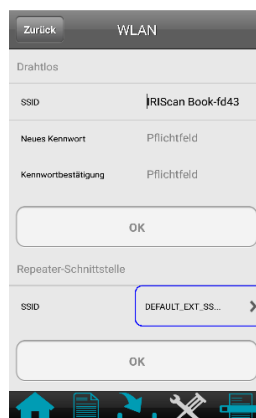 Zurück WLAN
Drahtlos
SSID IRIScan Book-fd43
Neues Kennwort Pflichtfeld
Kennwortbestätigung Pflichtfeld
OK
Repeater-Schnittstelle
SSID DEFAULT_EXT_SS...
OK